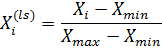 X_i^{(ls)} = \frac{X_i - X_{min}}{X_{max} - X_{min}}